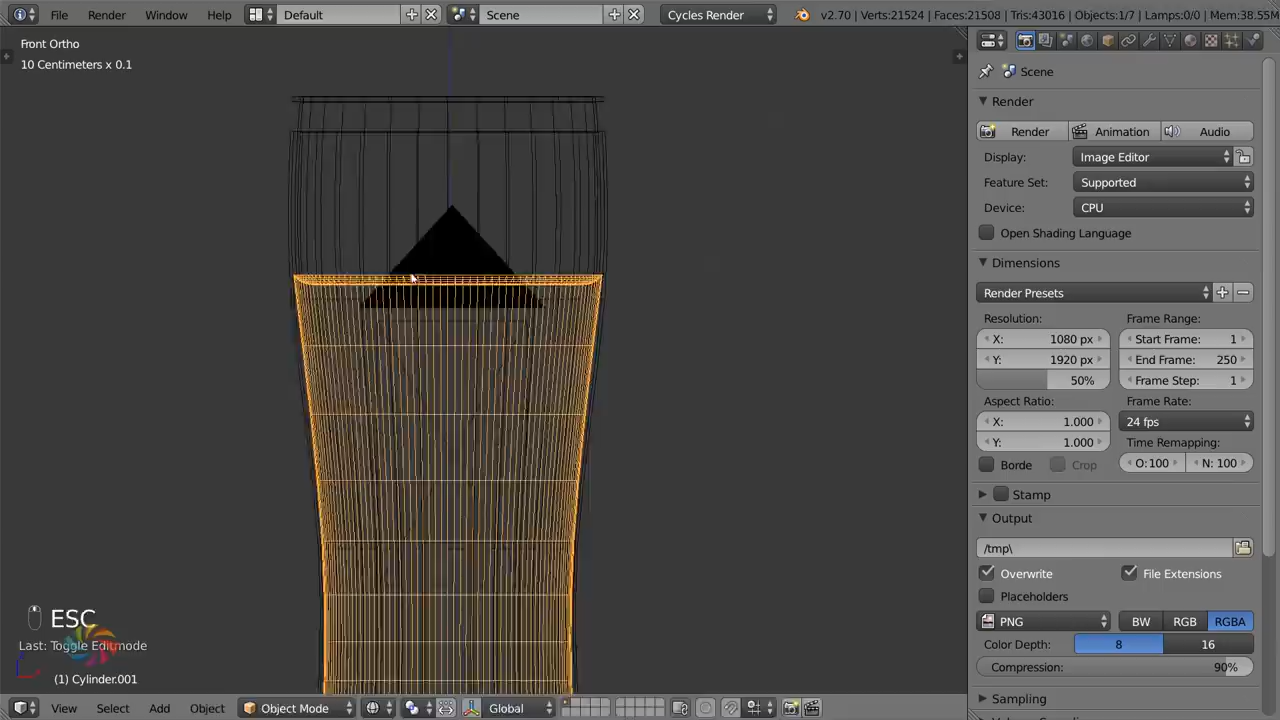 File Render Window Help Default Scene Cycles Render v2.70 | Verts:21524 | Faces:21508 | Tris:43016 | Objects:1/7 | Lamps:0/0 | Mem:38.55M
Front Ortho
10 Centimeters x 0.1
Scene
Render
Render Animation Audio
Display: Image Editor
Feature Set: Supported
Device: CPU
Open Shading Language
Dimensions
Render Presets
Resolution: Frame Range:
X: 1080 px Start Frame: 1
Y: 1920 px End Frame: 250
50% Frame Step: 1
Aspect Ratio: Frame Rate:
X: 1.000 24 fps
Y: 1.000 Time Remapping:
Borde Crop O:100 N: 100
Stamp
Output
/tmp\
Overwrite File Extensions
Placeholders
PNG BW RGB RGBA
Color Depth: 8 16
Compression: 90%
Sampling
ESC
Last: Toggle Editmode
(1) Cylinder.001
View Select Add Object Object Mode Global